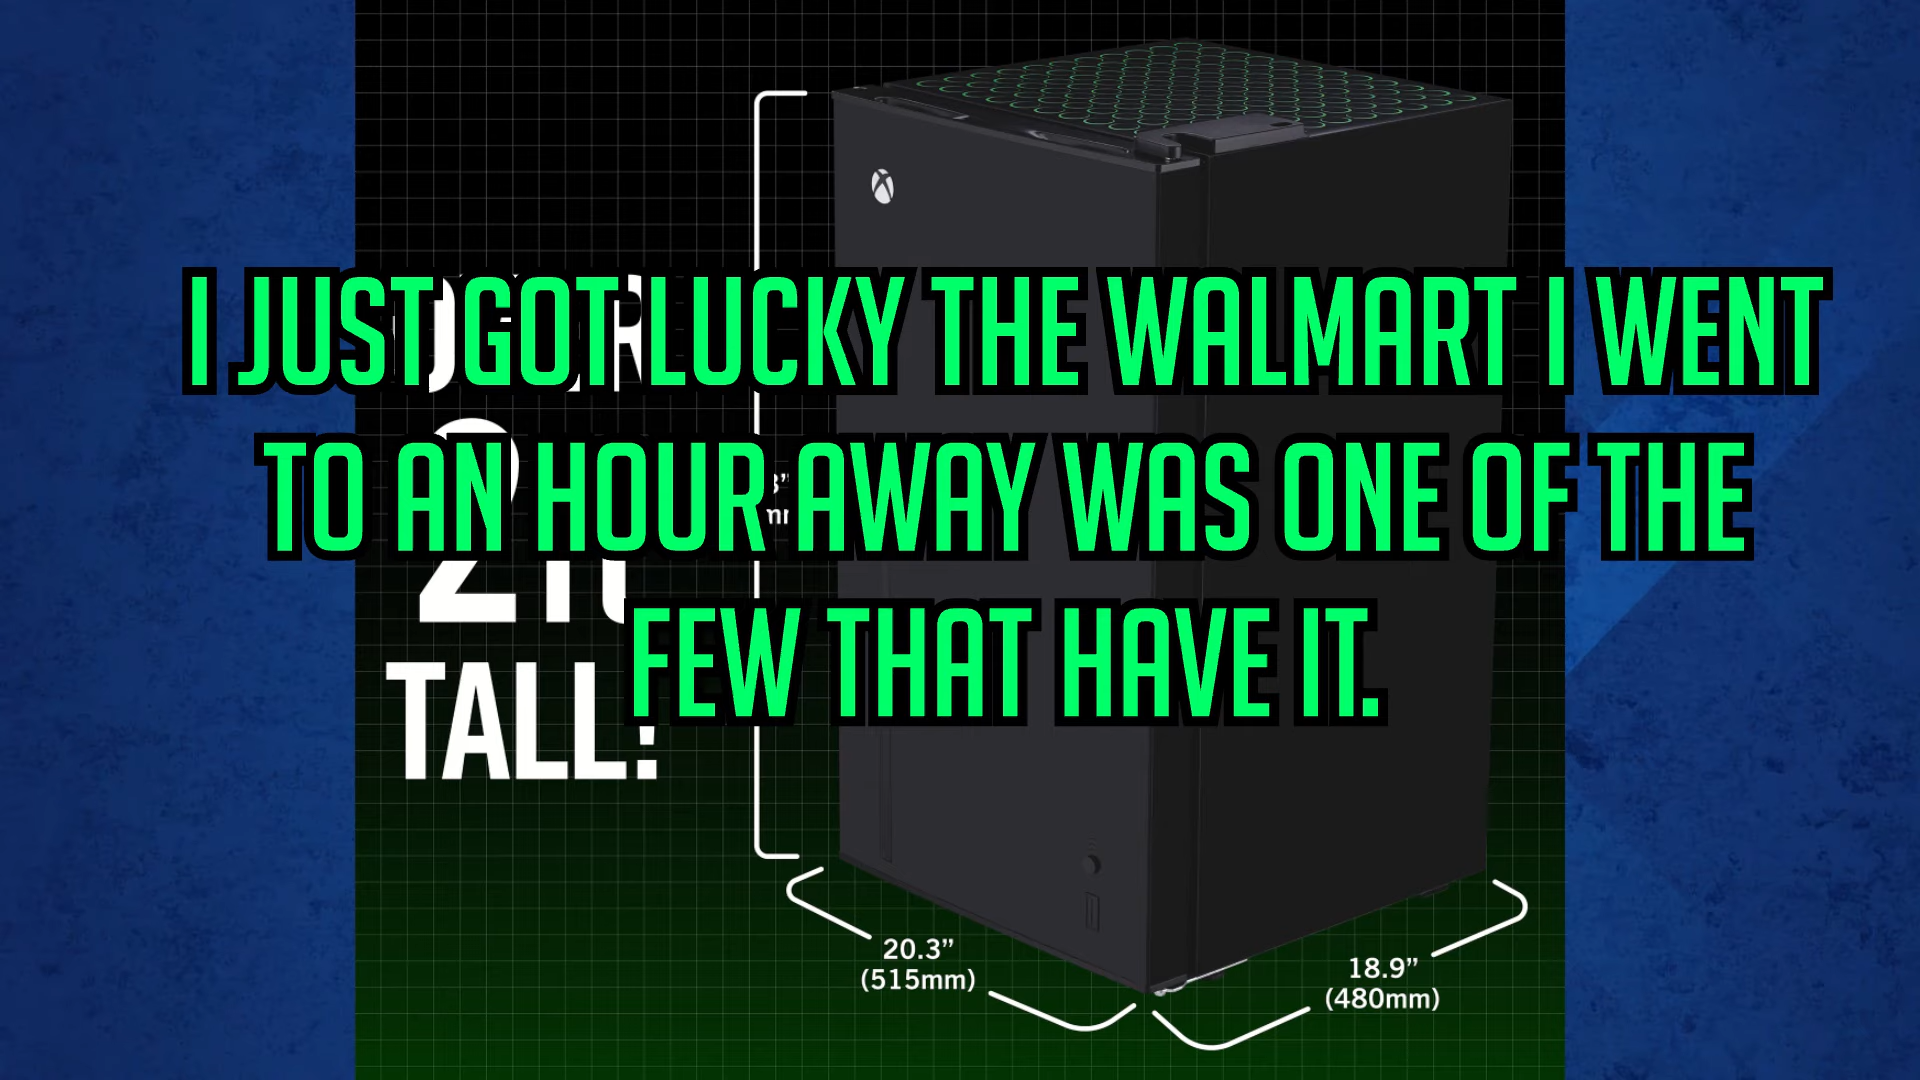 I JUST GOT LUCKY THE WALMART I WENT
TO AN HOUR AWAY WAS ONE OF THE
FEW THAT HAVE IT.
TALL:
20.3”
(515mm)
18.9”
(480mm)